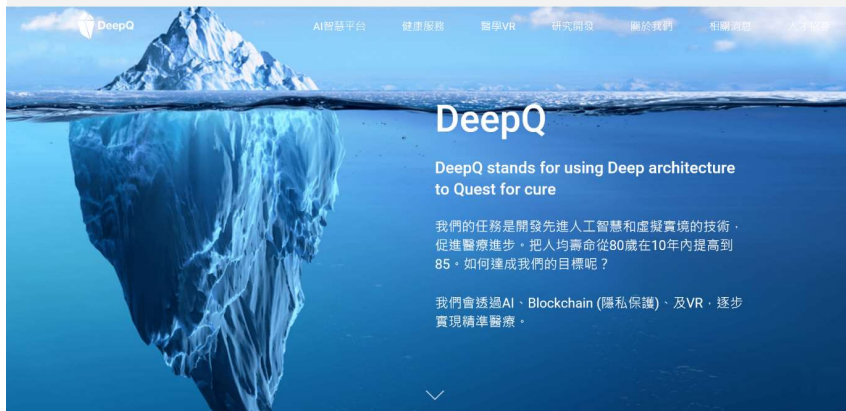 DeepQ
AI智慧平台 健康服務 醫學VR 研究開發 關於我們 相關消息
DeepQ
DeepQ stands for using Deep architecture
to Quest for cure
我們的任務是開發先進人工智慧和虛擬實境的技術，
促進醫療進步。把人均壽命從80歲在10年內提高到
85。如何達成我們的目標呢？
我們會透過AI、Blockchain (隱私保護)、及VR，逐步
實現精準醫療。